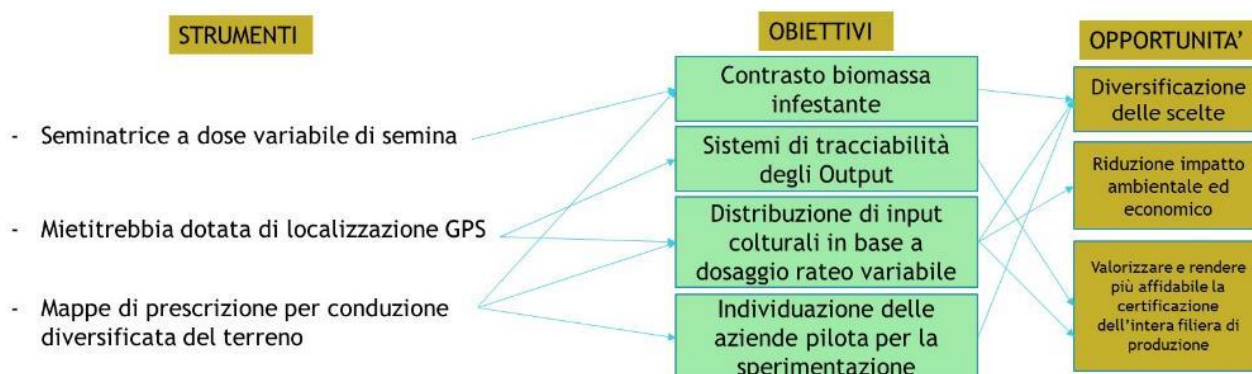 STRUMENTI
- Seminatrice a dose variabile di semina
- Mietitrebbia dotata di localizzazione GPS
- Mappe di prescrizione per conduzione
diversificata del terreno
OBIETTIVI
Contrasto biomassa
infestante
Sistemi di tracciabilità
degli Output
Distribuzione di input
colturali in base a
dosaggio rateo variabile
Individuazione delle
aziende pilota per la
sperimentazione
OPPORTUNITA'
Diversificazione
delle scelte
Riduzione impatto
ambientale ed
economico
Valorizzare e rendere
più affidabile la
certificazione
dell'intera filiera di
produzione